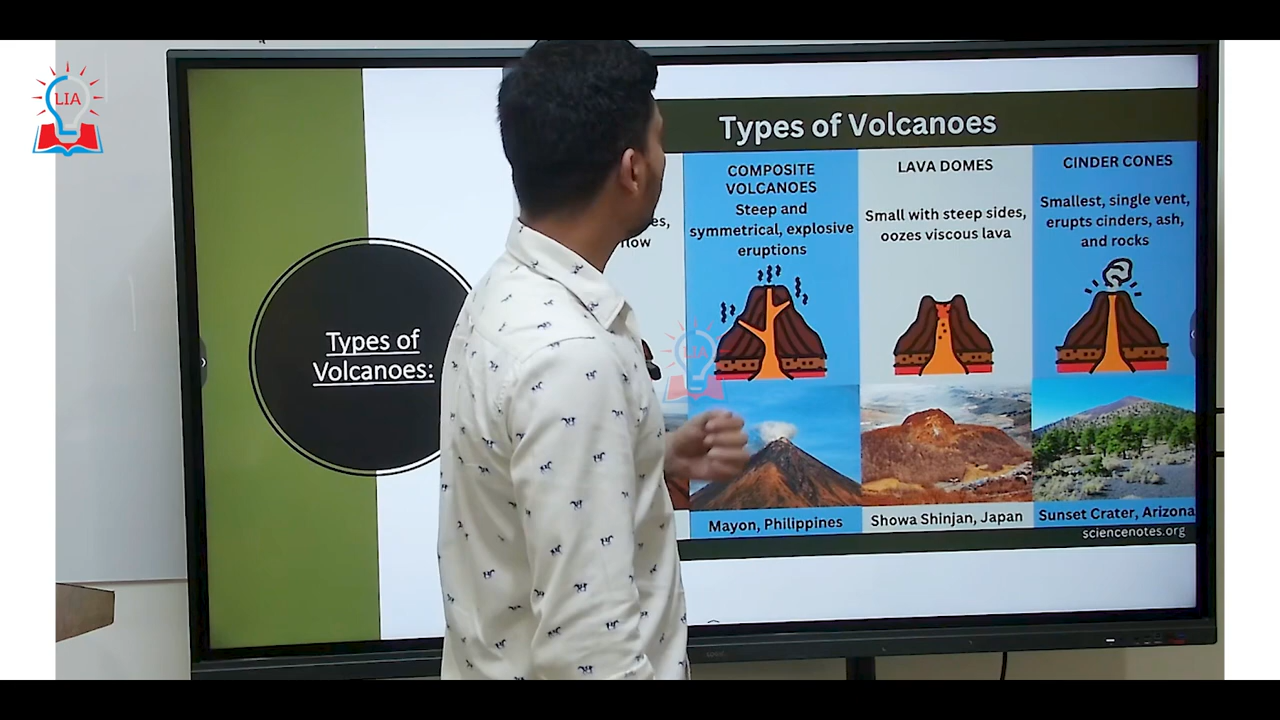 LIA
Types of
Volcanoes:
Types of Volcanoes
COMPOSITE
VOLCANOES
Steep and
symmetrical, explosive
eruptions
Mayon, Philippines
LAVA DOMES
Small with steep sides,
oozes viscous lava
Showa Shinjan, Japan
CINDER CONES
Smallest, single vent,
erupts cinders, ash,
and rocks
Sunset Crater, Arizona
sciencenotes.org
LIA